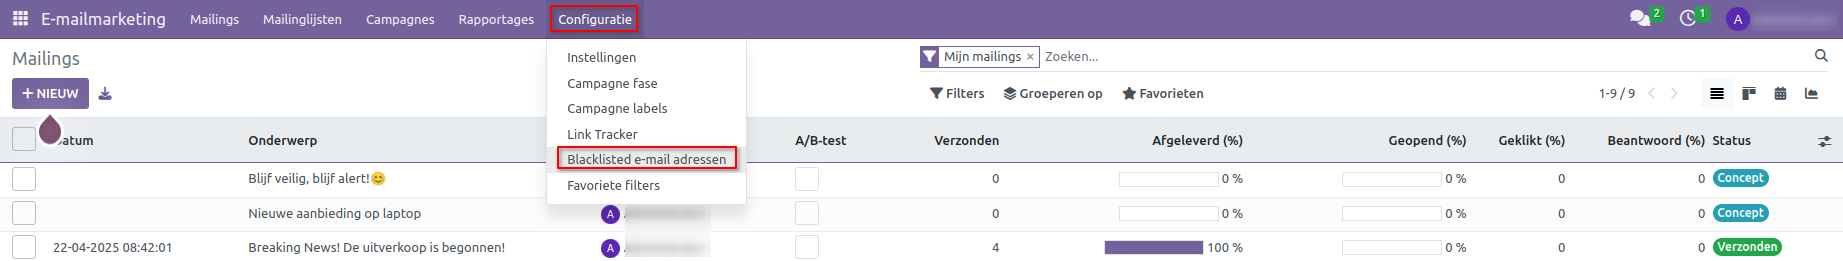 E-mailmarketing Mailings Mailinglijsten Campagnes Rapportages Configuratie 2 1 A
Mailings Instellingen Mijn mailings × Zoeken...
+ NIEUW Campagne fase Filters Groeperen op Favorieten 1-9 / 9
Campagne labels
Link Tracker
Datum Onderwerp A/B-test Verzonden Afgeleverd (%) Geopend (%) Geklikt (%) Beantwoord (%) Status
Blacklisted e-mail adressen
Blijf veilig, blijf alert!😊 Favoriete filters 0 0 % 0 % 0 0 Concept
Nieuwe aanbieding op laptop A 0 0 % 0 % 0 0 Concept
22-04-2025 08:42:01 Breaking News! De uitverkoop is begonnen! A 4 100 % 0 % 0 0 Verzonden